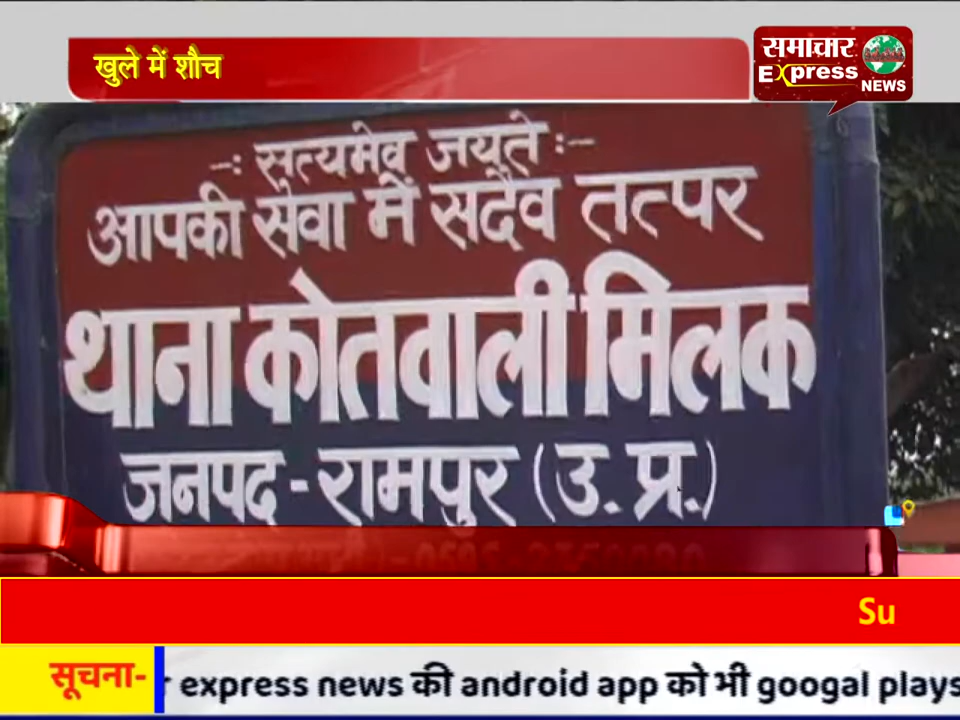 खुले में शौच
समाचार
Express
NEWS
-: सत्यमेव जयते :-
आपकी सेवा में सदैव तत्पर
थाना कोतवाली मिलक
जनपद - रामपुर (उ. प्र.)
Su
सूचना- r express news की android app को भी googal plays